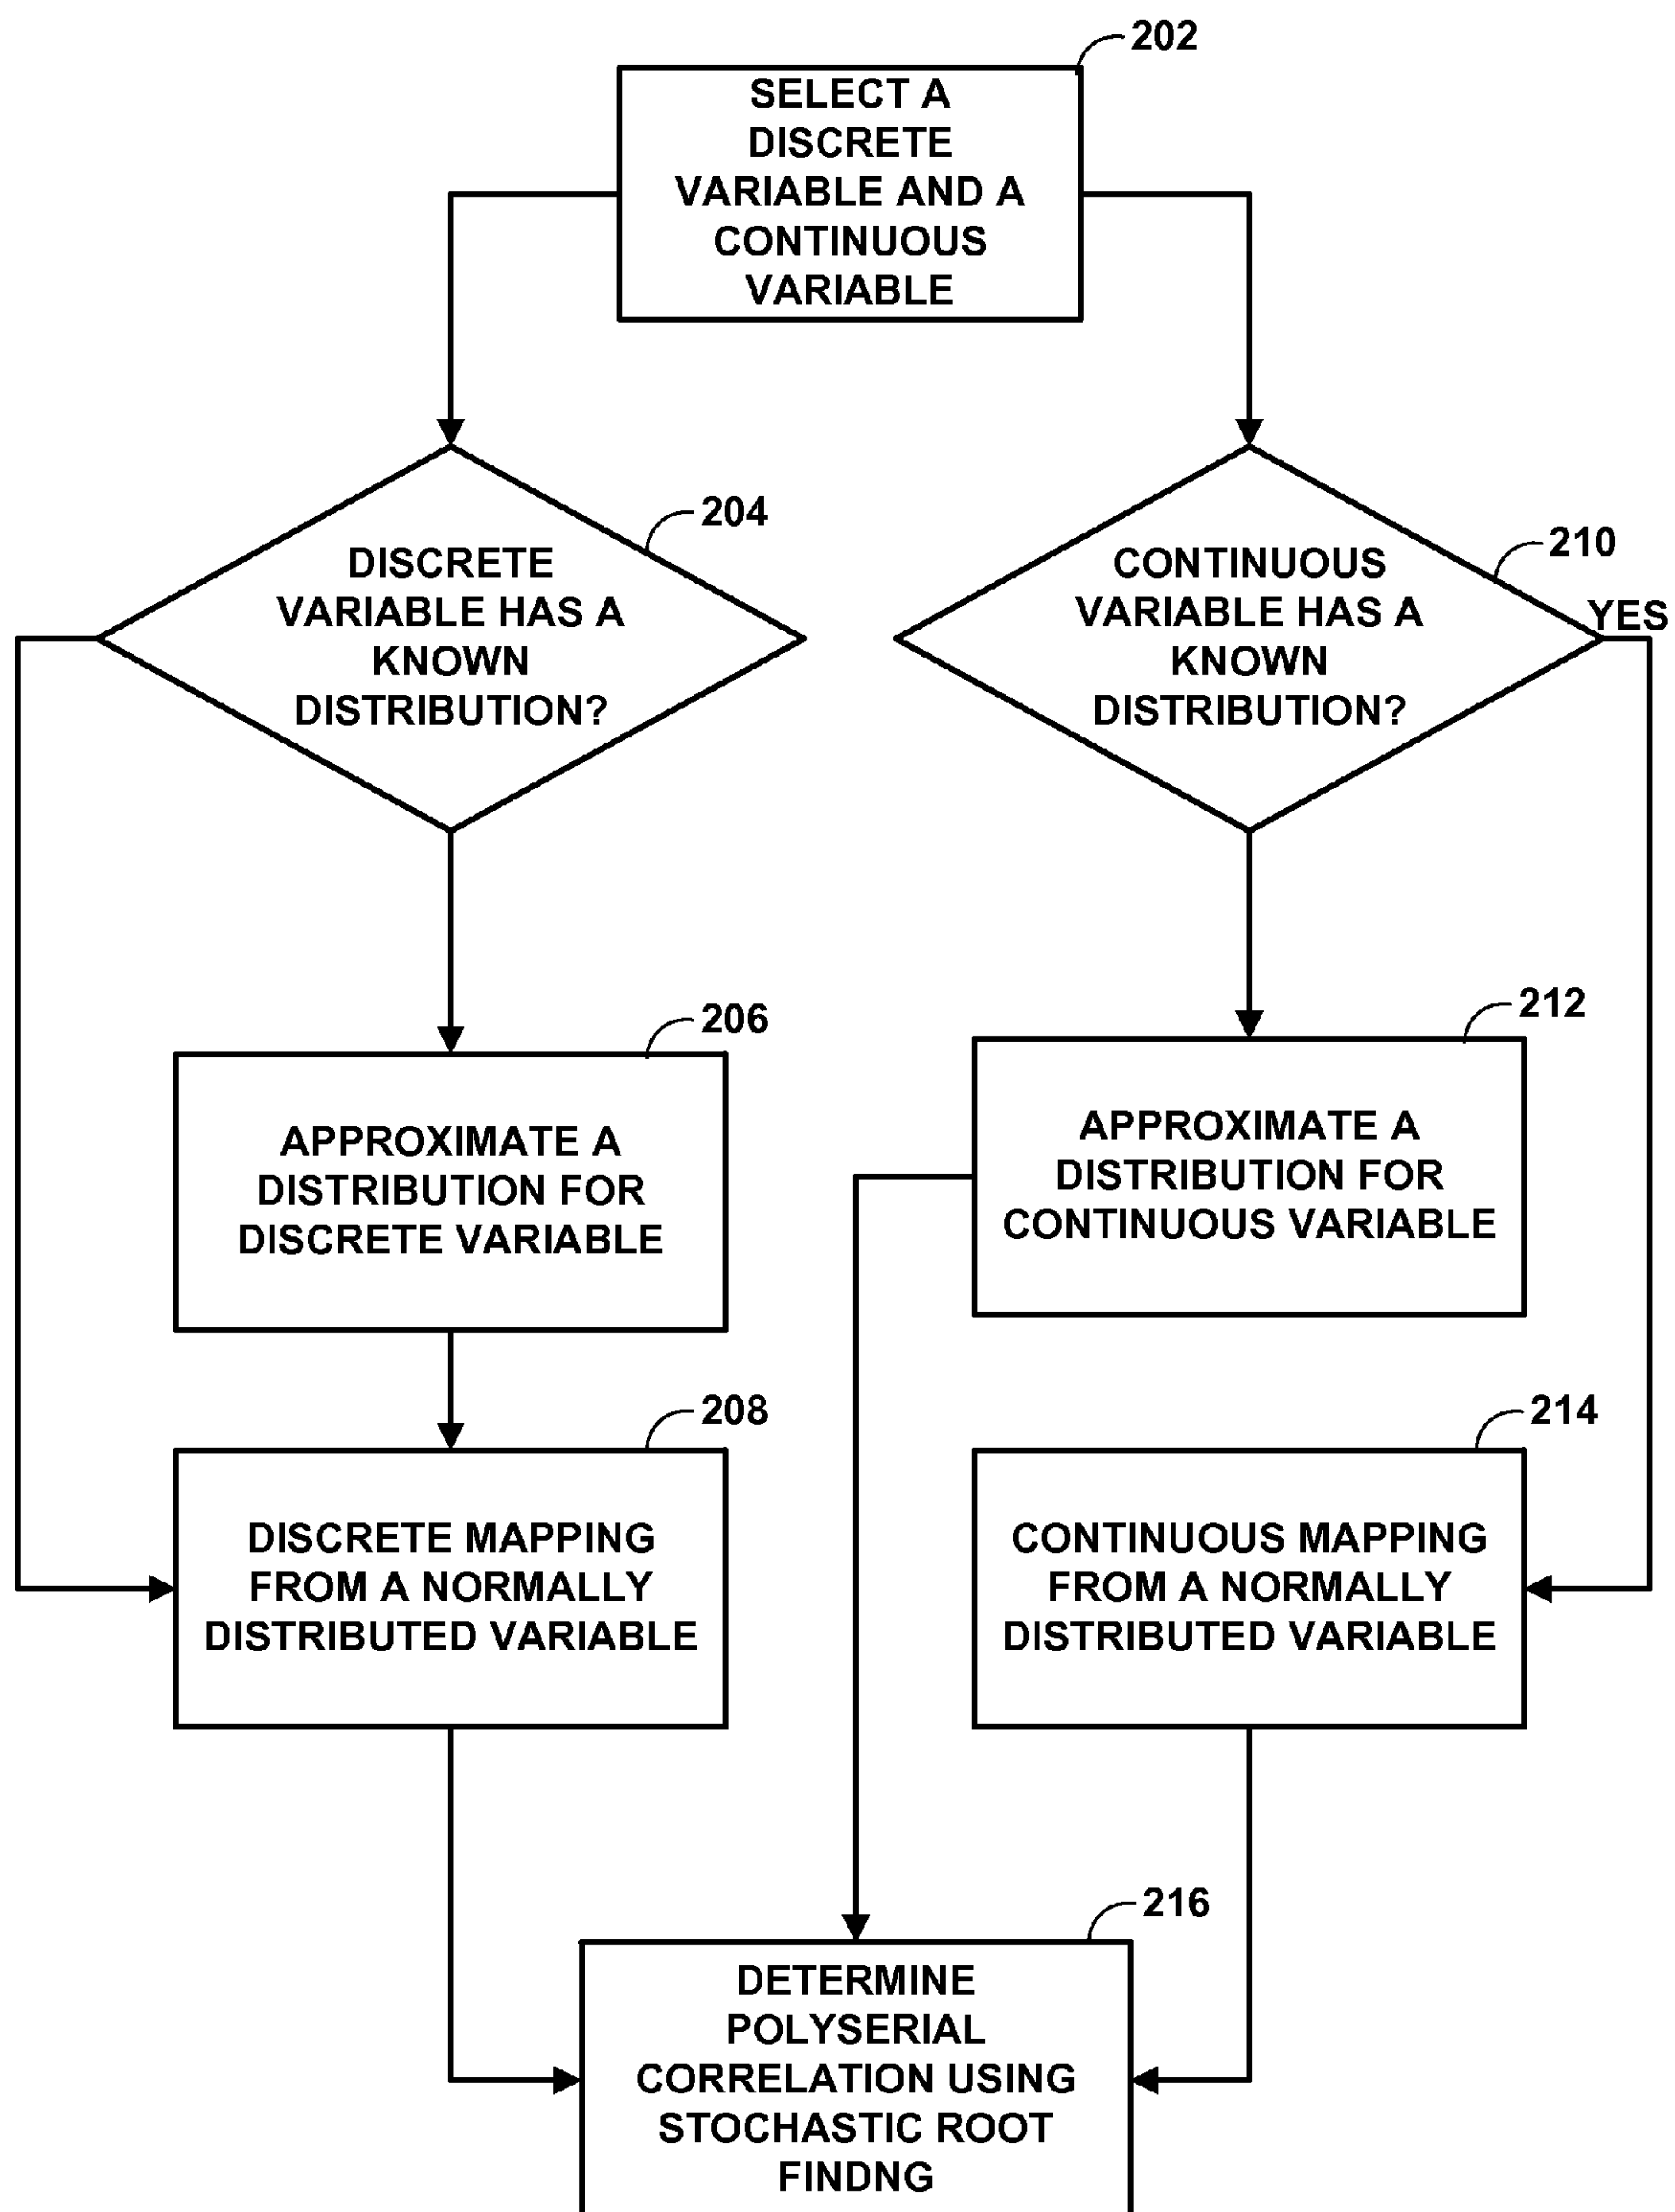 202
SELECT A
DISCRETE
VARIABLE AND A
CONTINUOUS
VARIABLE
204
DISCRETE
VARIABLE HAS A
KNOWN
DISTRIBUTION?
210
YES
CONTINUOUS
VARIABLE HAS A
KNOWN
DISTRIBUTION?
206
APPROXIMATE A
DISTRIBUTION FOR
DISCRETE VARIABLE
212
APPROXIMATE A
DISTRIBUTION FOR
CONTINUOUS VARIABLE
208
DISCRETE MAPPING
FROM A NORMALLY
DISTRIBUTED VARIABLE
214
CONTINUOUS MAPPING
FROM A NORMALLY
DISTRIBUTED VARIABLE
216
DETERMINE
POLYSERIAL
CORRELATION USING
STOCHASTIC ROOT
FINDNG